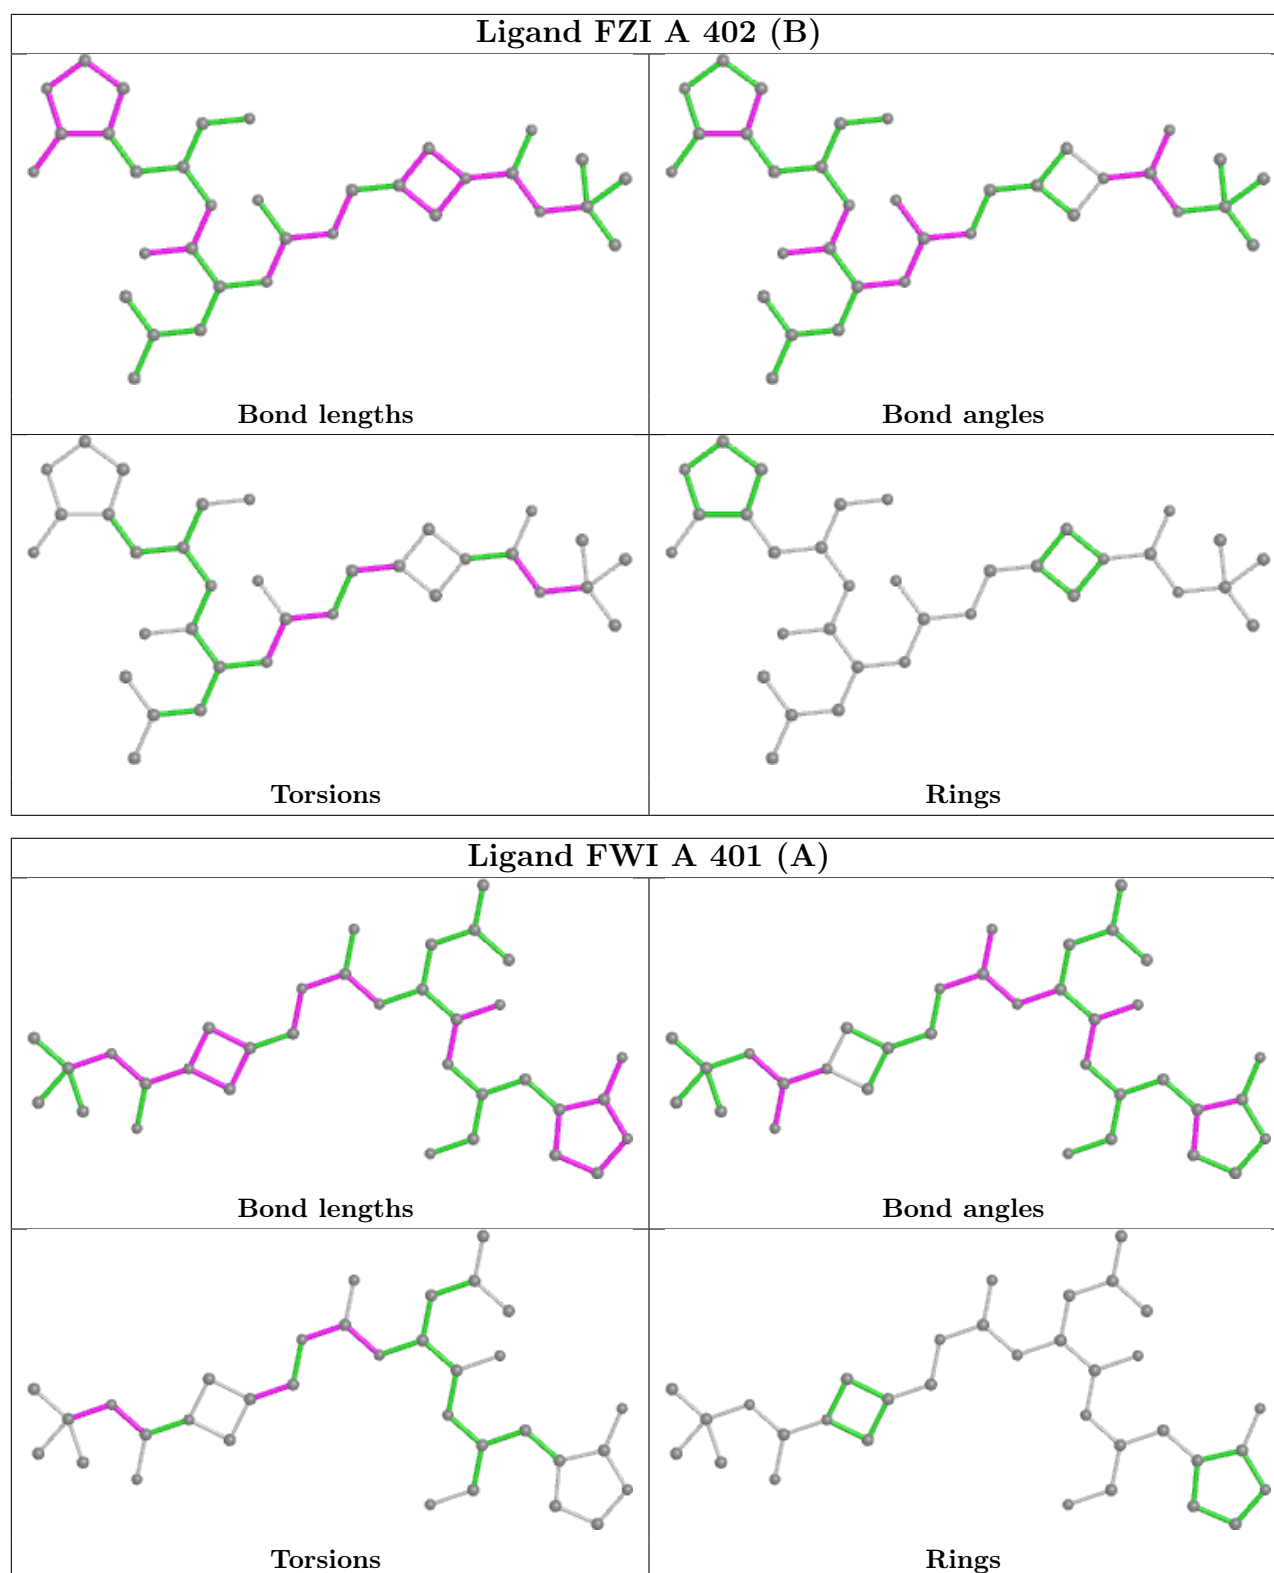 Ligand FZI A 402 (B)
Bond lengths
Bond angles
Torsions
Rings
Ligand FWI A 401 (A)
Bond lengths
Bond angles
Torsions
Rings